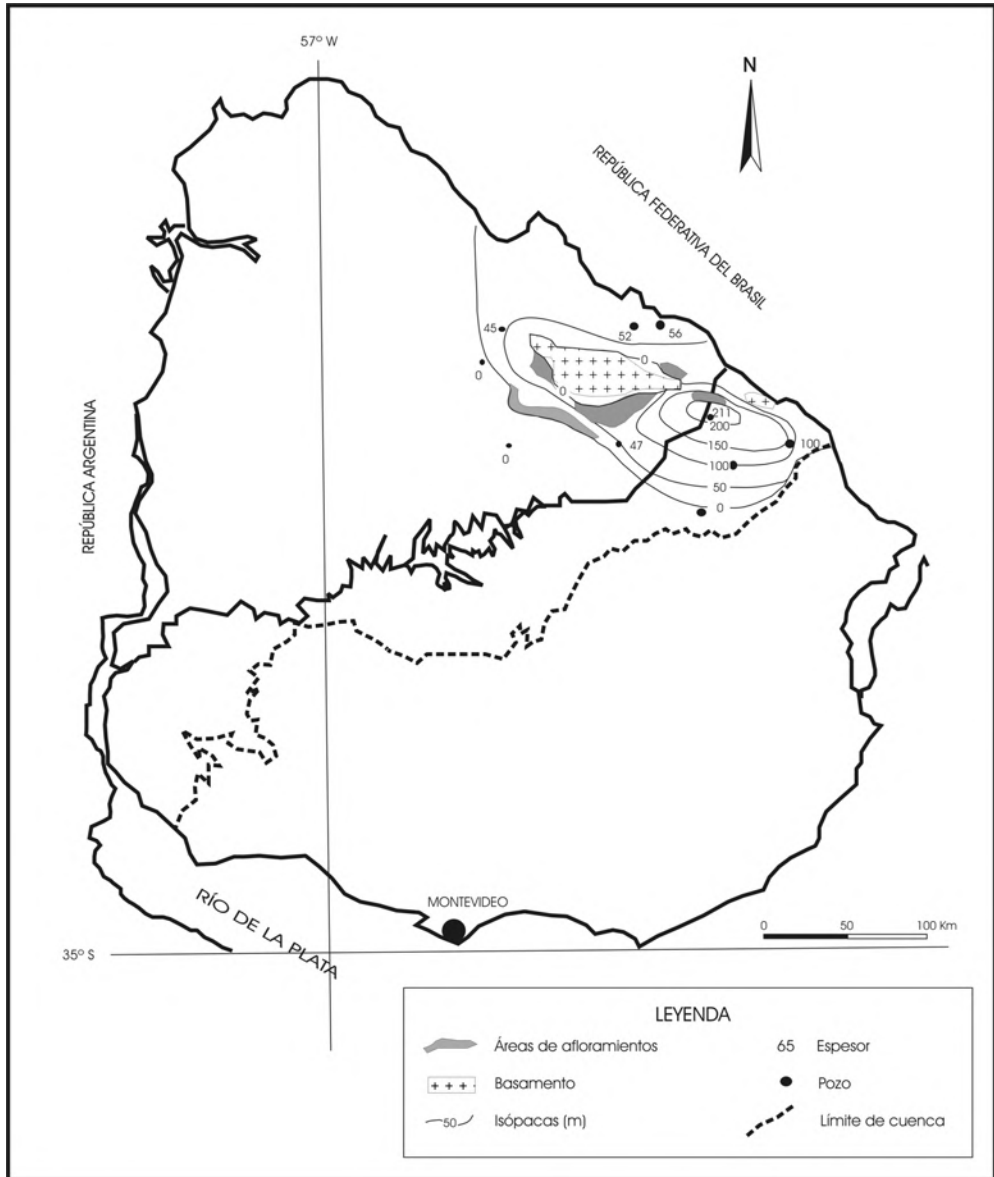 57º W
N
REPÚBLICA FEDERATIVA DEL BRASIL
REPÚBLICA ARGENTINA
45
52
56
0
0
0
211
200
47
150
100
100
0
50
0
MONTEVIDEO
RÍO DE LA PLATA
0 50 100 Km
35º S
LEYENDA
Áreas de afloramientos
65 Espesor
Basamento
Pozo
50 Isópacas (m)
Límite de cuenca